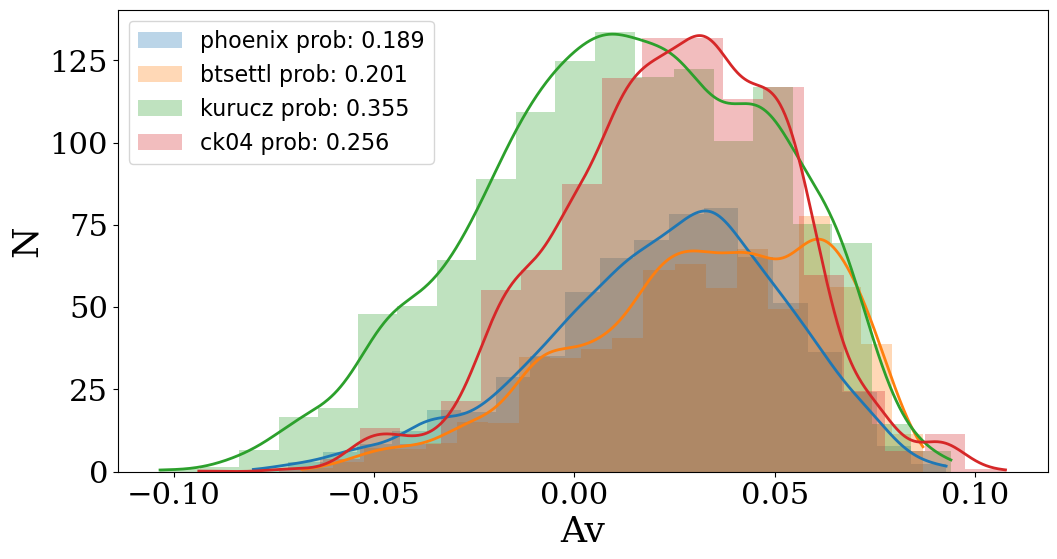 phoenix prob: 0.189
btsettl prob: 0.201
kurucz prob: 0.355
ck04 prob: 0.256
125
100
75
50
25
0
N
−0.10 −0.05 0.00 0.05 0.10
Av